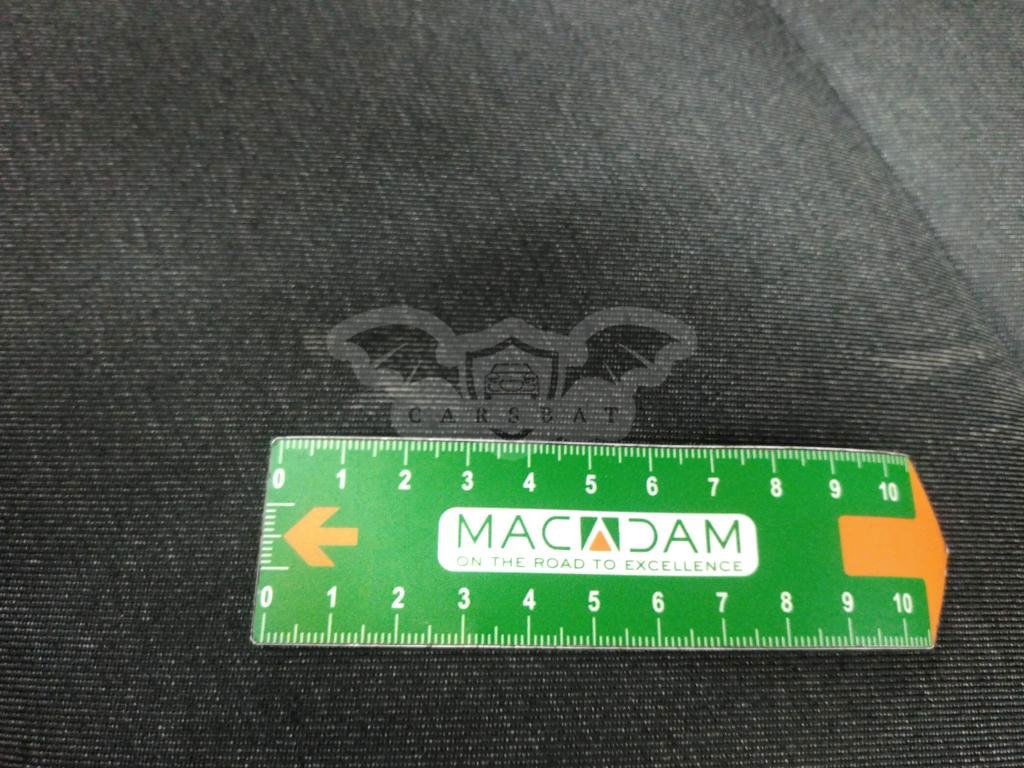 CARSBAT
0 1 2 3 4 5 6 7 8 9 10
MACADAM
ON THE ROAD TO EXCELLENCE
0 1 2 3 4 5 6 7 8 9 10